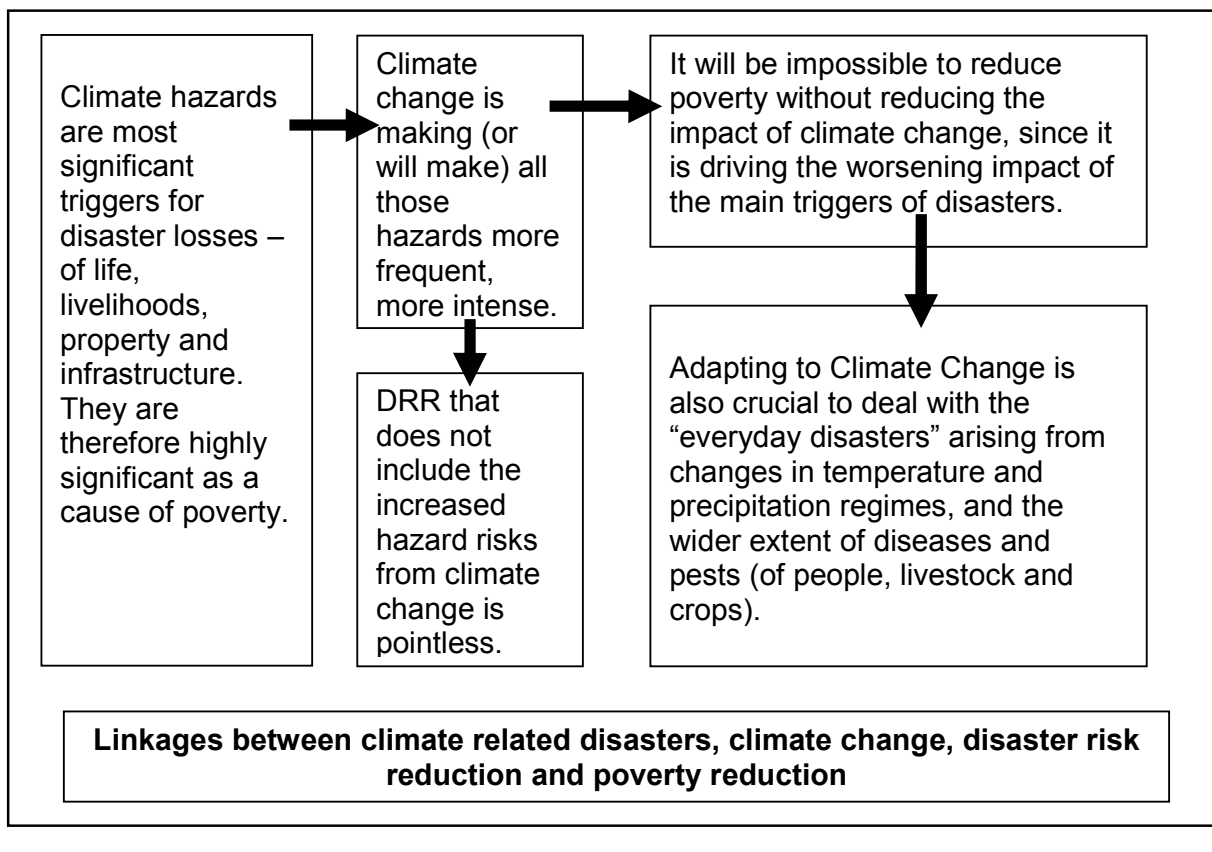 Climate hazards
are most
significant
triggers for
disaster losses –
of life,
livelihoods,
property and
infrastructure.
They are
therefore highly
significant as a
cause of poverty.
Climate
change is
making (or
will make) all
those
hazards more
frequent,
more intense.
DRR that
does not
include the
increased
hazard risks
from climate
change is
pointless.
It will be impossible to reduce
poverty without reducing the
impact of climate change, since it
is driving the worsening impact of
the main triggers of disasters.
Adapting to Climate Change is
also crucial to deal with the
“everyday disasters” arising from
changes in temperature and
precipitation regimes, and the
wider extent of diseases and
pests (of people, livestock and
crops).
Linkages between climate related disasters, climate change, disaster risk
reduction and poverty reduction